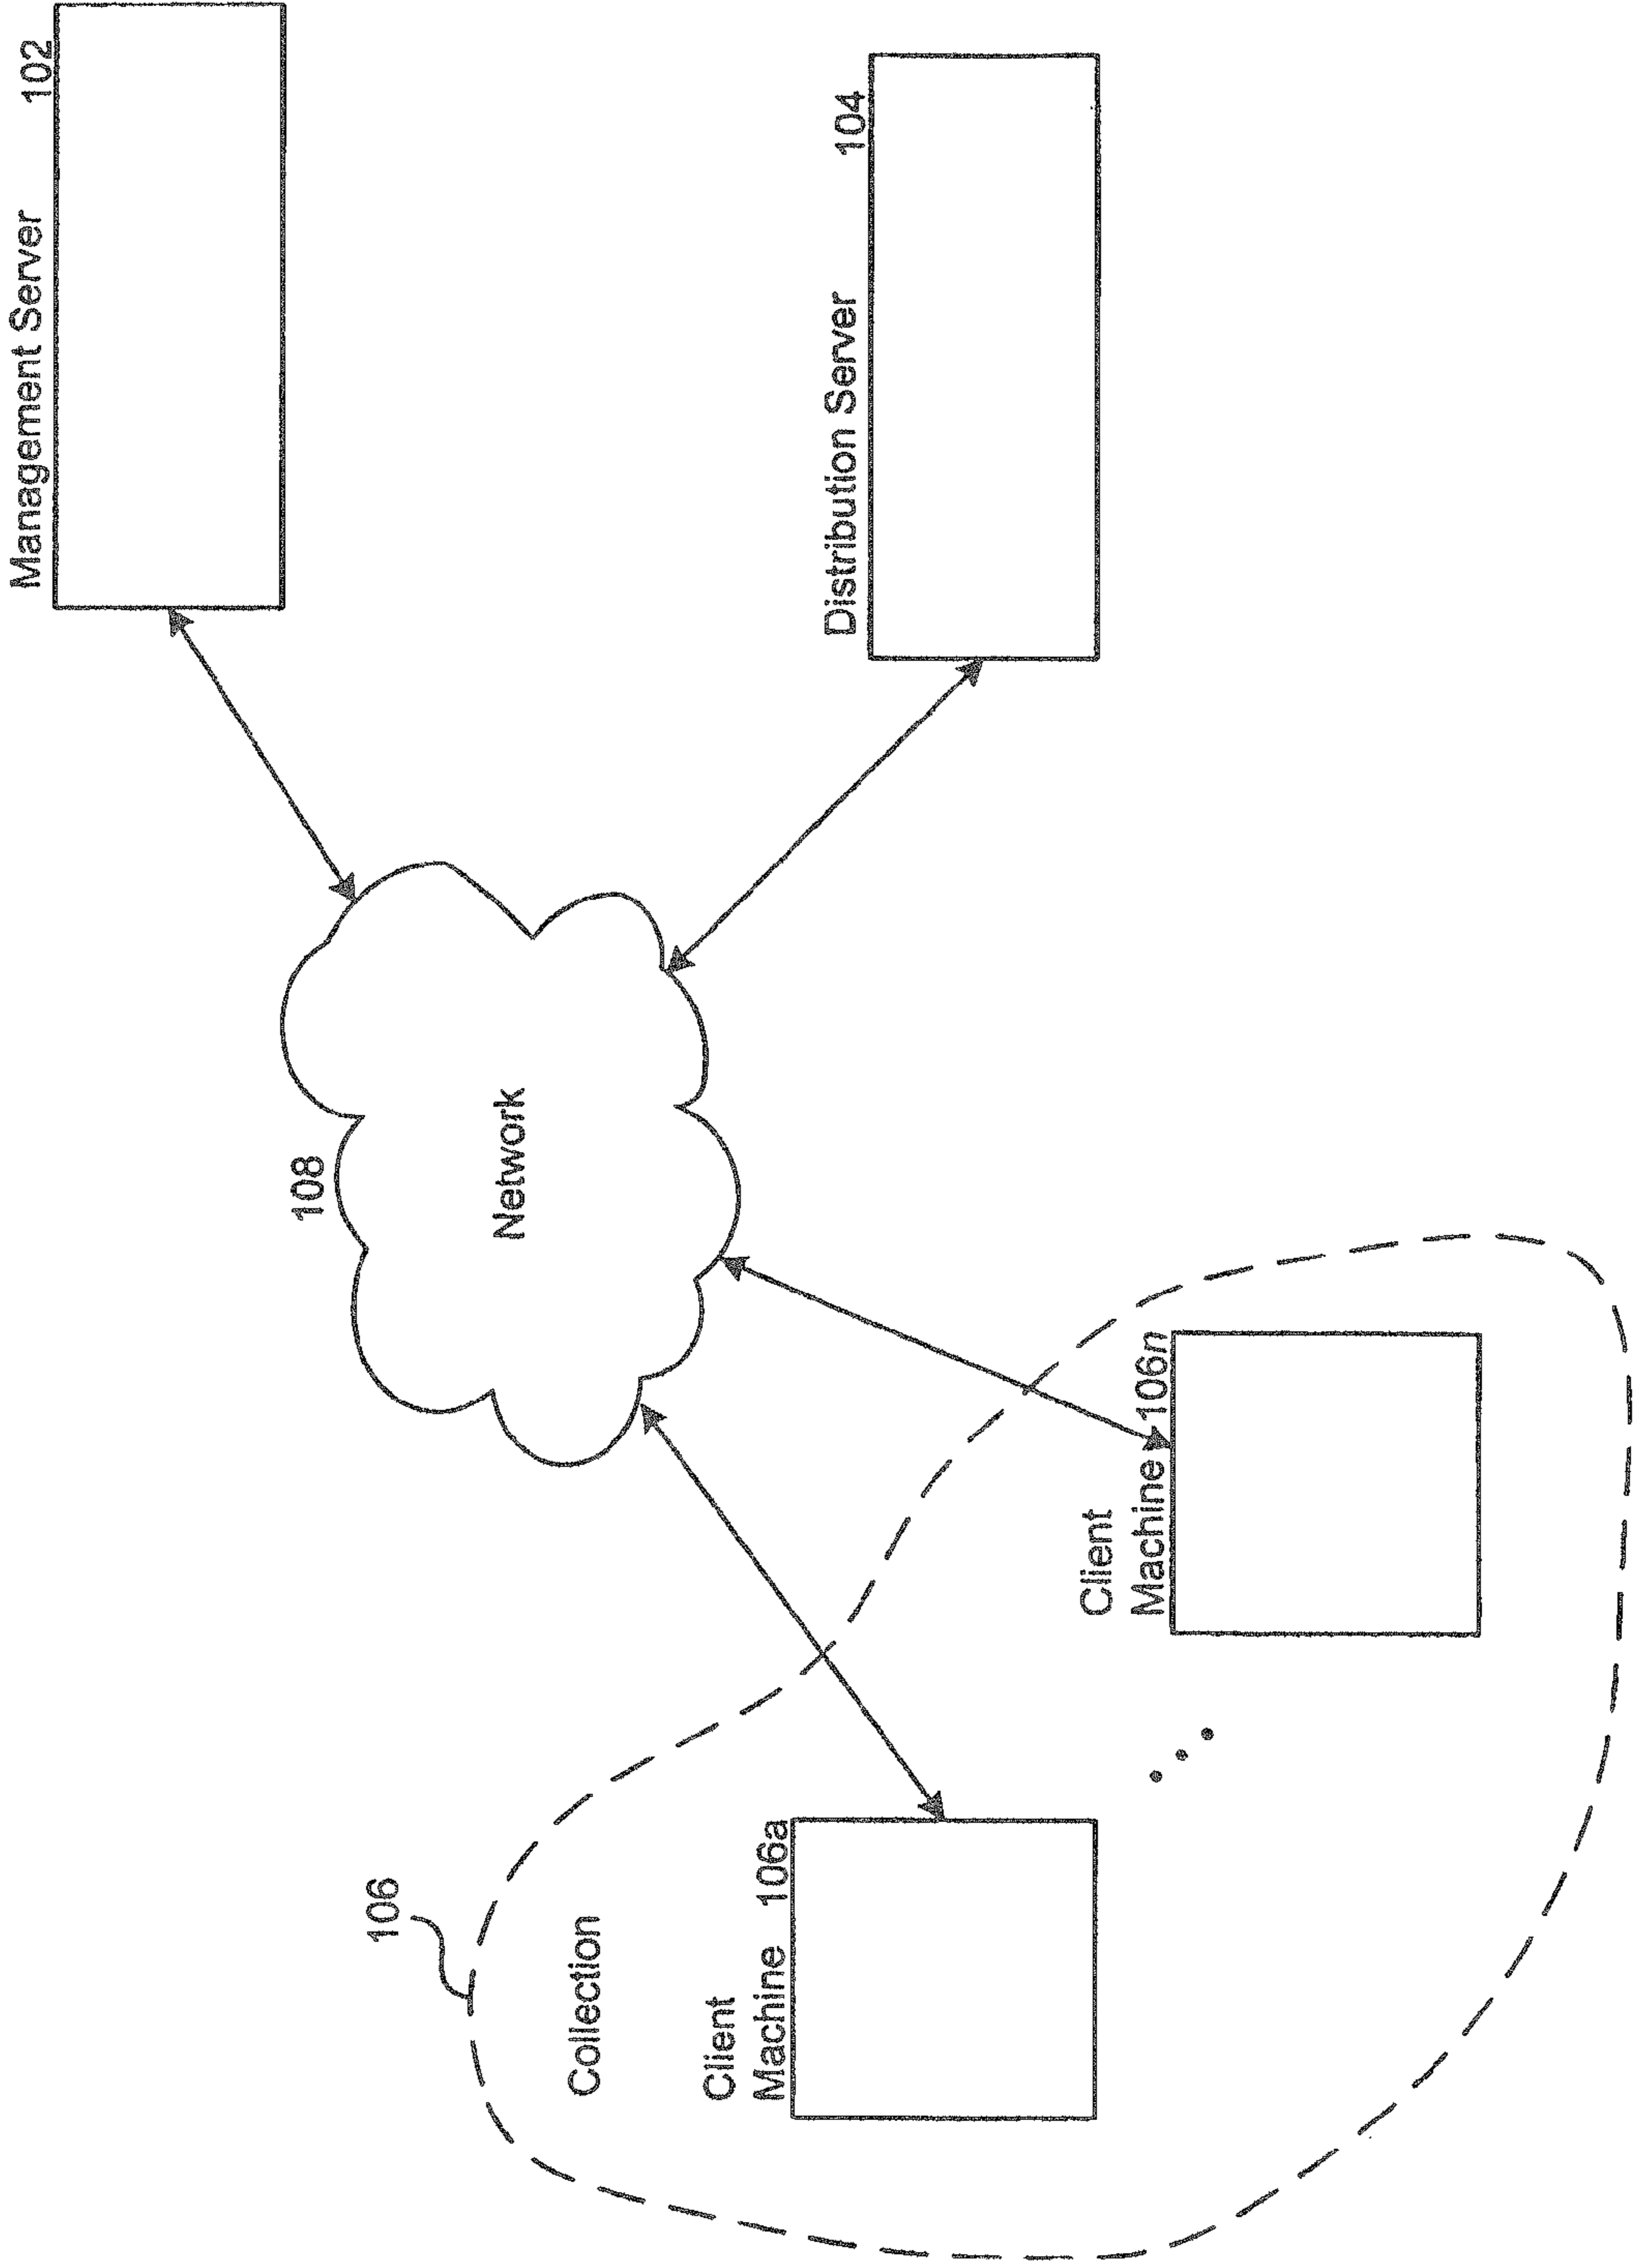 106
Collection
Client
Machine 106a
Client
Machine 106n
108
Network
Management Server 102
Distribution Server 104